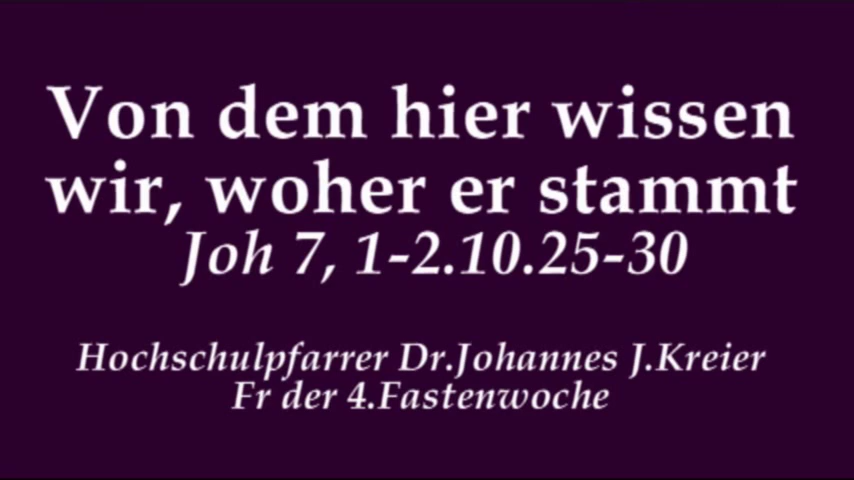 Von dem hier wissen
wir, woher er stammt
Joh 7, 1-2.10.25-30
Hochschulpfarrer Dr.Johannes J.Kreier
Fr der 4.Fastenwoche